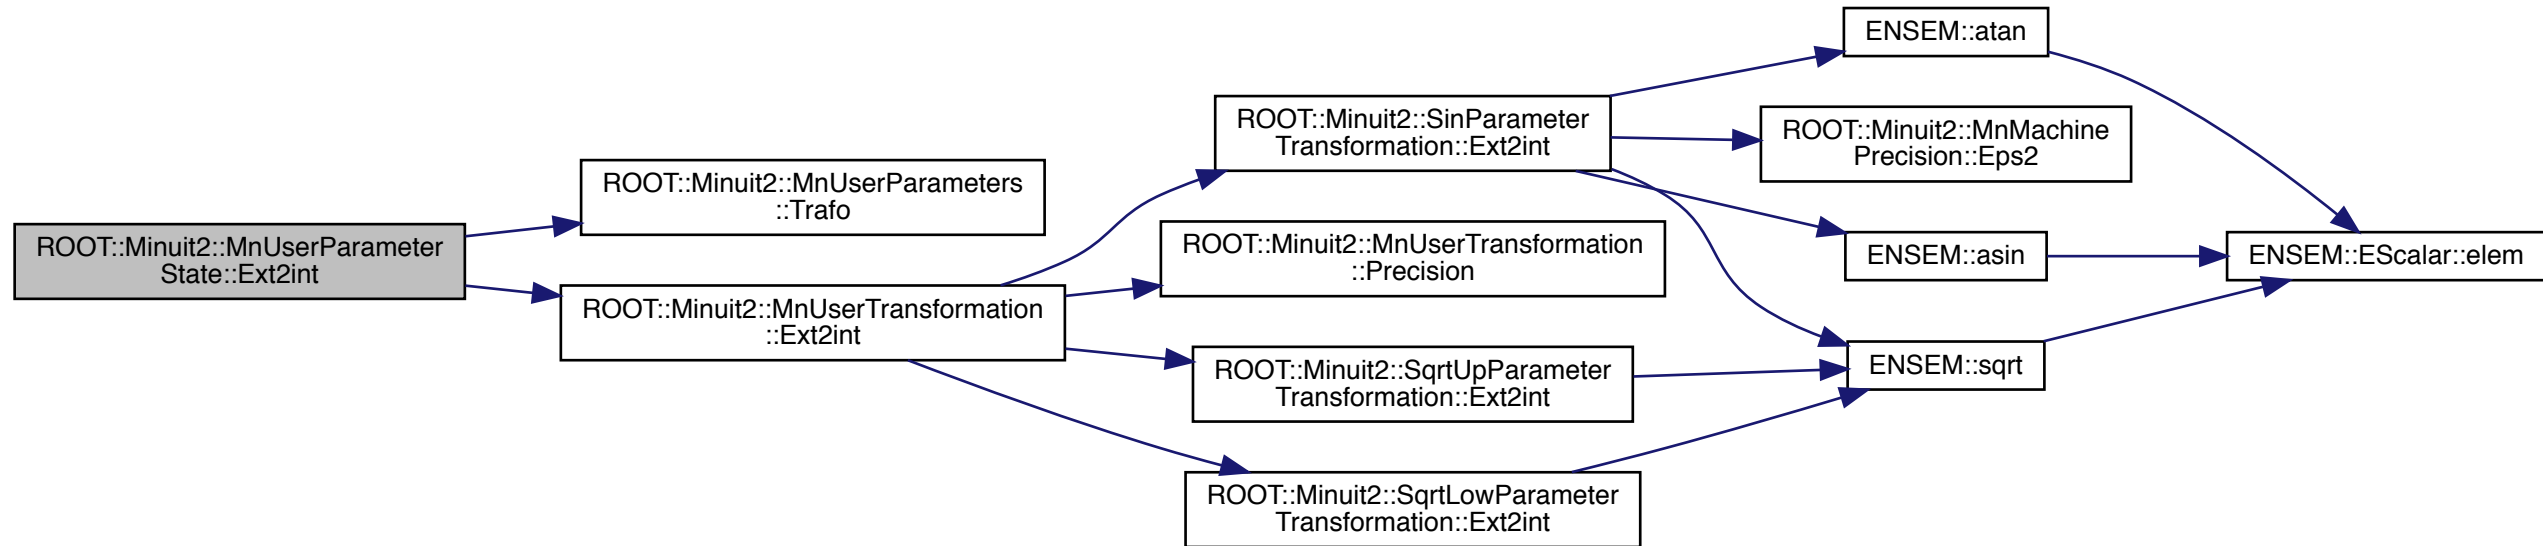 ROOT::Minuit2::MnUserParameter
State::Ext2int
ROOT::Minuit2::MnUserParameters
::Trafo
ROOT::Minuit2::MnUserTransformation
::Ext2int
ROOT::Minuit2::SinParameter
Transformation::Ext2int
ROOT::Minuit2::MnUserTransformation
::Precision
ROOT::Minuit2::SqrtUpParameter
Transformation::Ext2int
ROOT::Minuit2::SqrtLowParameter
Transformation::Ext2int
ENSEM::atan
ROOT::Minuit2::MnMachine
Precision::Eps2
ENSEM::asin
ENSEM::sqrt
ENSEM::EScalar::elem